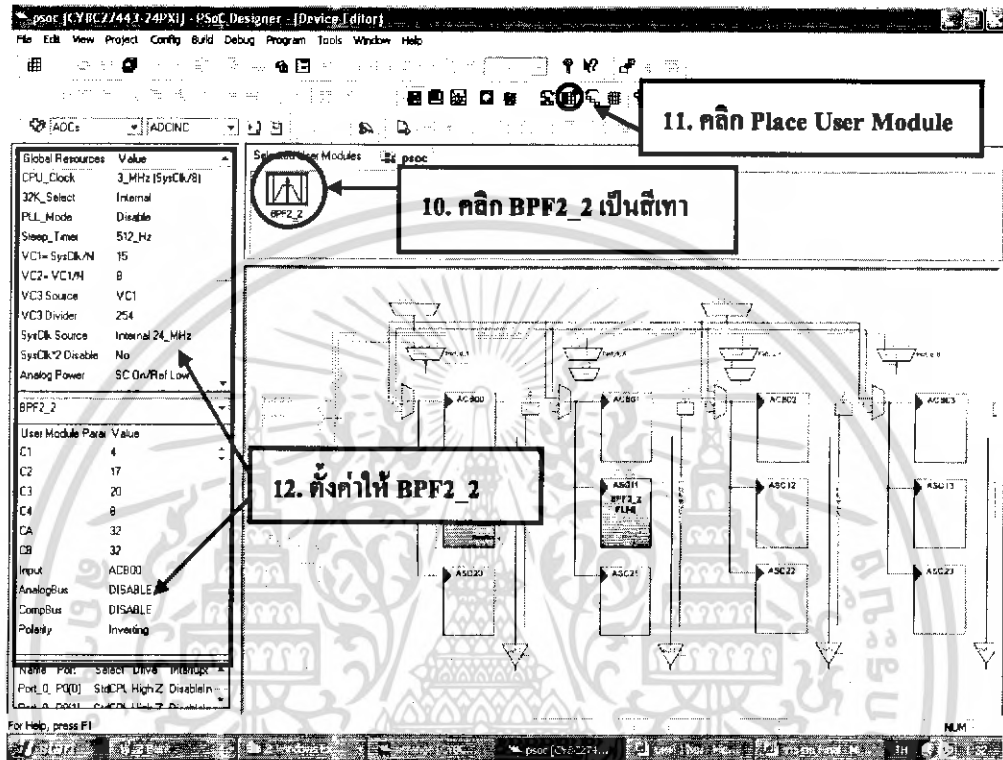 psoc [CY8C27443-24PXI] - PSoC Designer - [Device Editor]
File Edit View Project Config Build Debug Program Tools Window Help
ADCs ADCINC
11. คลิก Place User Module
Selected User Modules psoc
BPF2_2
10. คลิก BPF2_2 เป็นสีเทา
Global Resources Value
CPU_Clock 3_MHz (SysClk/8)
32K_Select Internal
PLL_Mode Disable
Sleep_Timer 512_Hz
VC1= SysClk/N 15
VC2= VC1/N 8
VC3 Source VC1
VC3 Divider 254
SysClk Source Internal 24_MHz
SysClk*2 Disable No
Analog Power SC On/Ref Low
BPF2_2
User Module Para Value
C1 4
C2 17
C3 20
C4 8
CA 32
CB 32
Input ACB00
AnalogBus DISABLE
CompBus DISABLE
Polarity Inverting
12. ตั้งค่าให้ BPF2_2
ACB00 ACB01 ACB02 ACB03
ASC11 ASC12 ASD13
BPF2_2
FLIN
ASC21 ASD22 ASC23
Name Port Select Drive Interrupt
Port_0_ P0[0] StdCPU High Z DisableIn
For Help, press F1
NUM
psoc [CY8C274...
TH